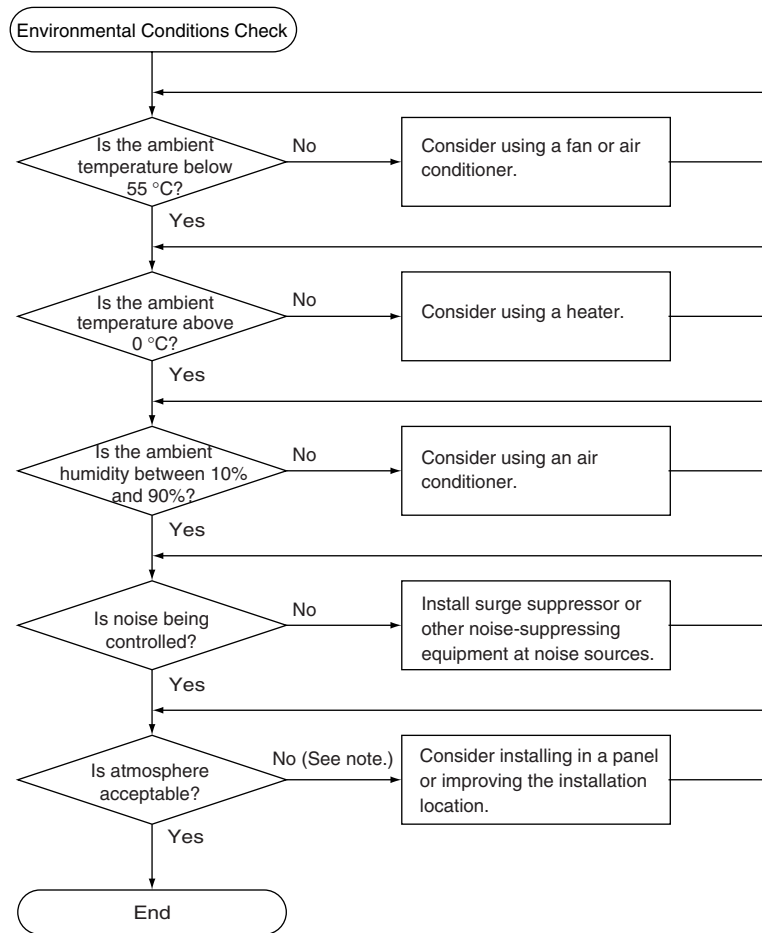 Environmental Conditions Check
Is the ambient
temperature below
55 °C?
No
Consider using a fan or air
conditioner.
Yes
Is the ambient
temperature above
0 °C?
No
Consider using a heater.
Yes
Is the ambient
humidity between 10%
and 90%?
No
Consider using an air
conditioner.
Yes
Is noise being
controlled?
No
Install surge suppressor or
other noise-suppressing
equipment at noise sources.
Yes
Is atmosphere
acceptable?
No (See note.)
Consider installing in a panel
or improving the installation
location.
Yes
End